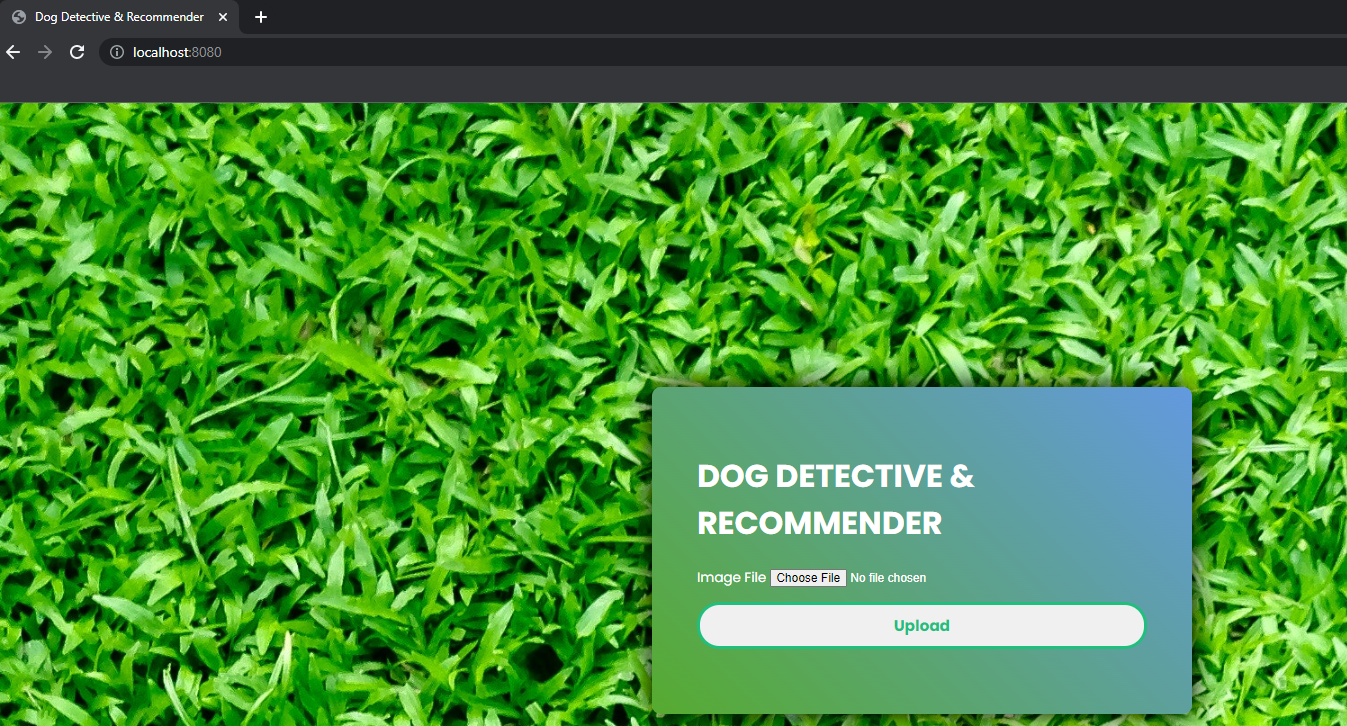 Dog Detective & Recommender
localhost:8080
DOG DETECTIVE &
RECOMMENDER
Image File Choose File No file chosen
Upload